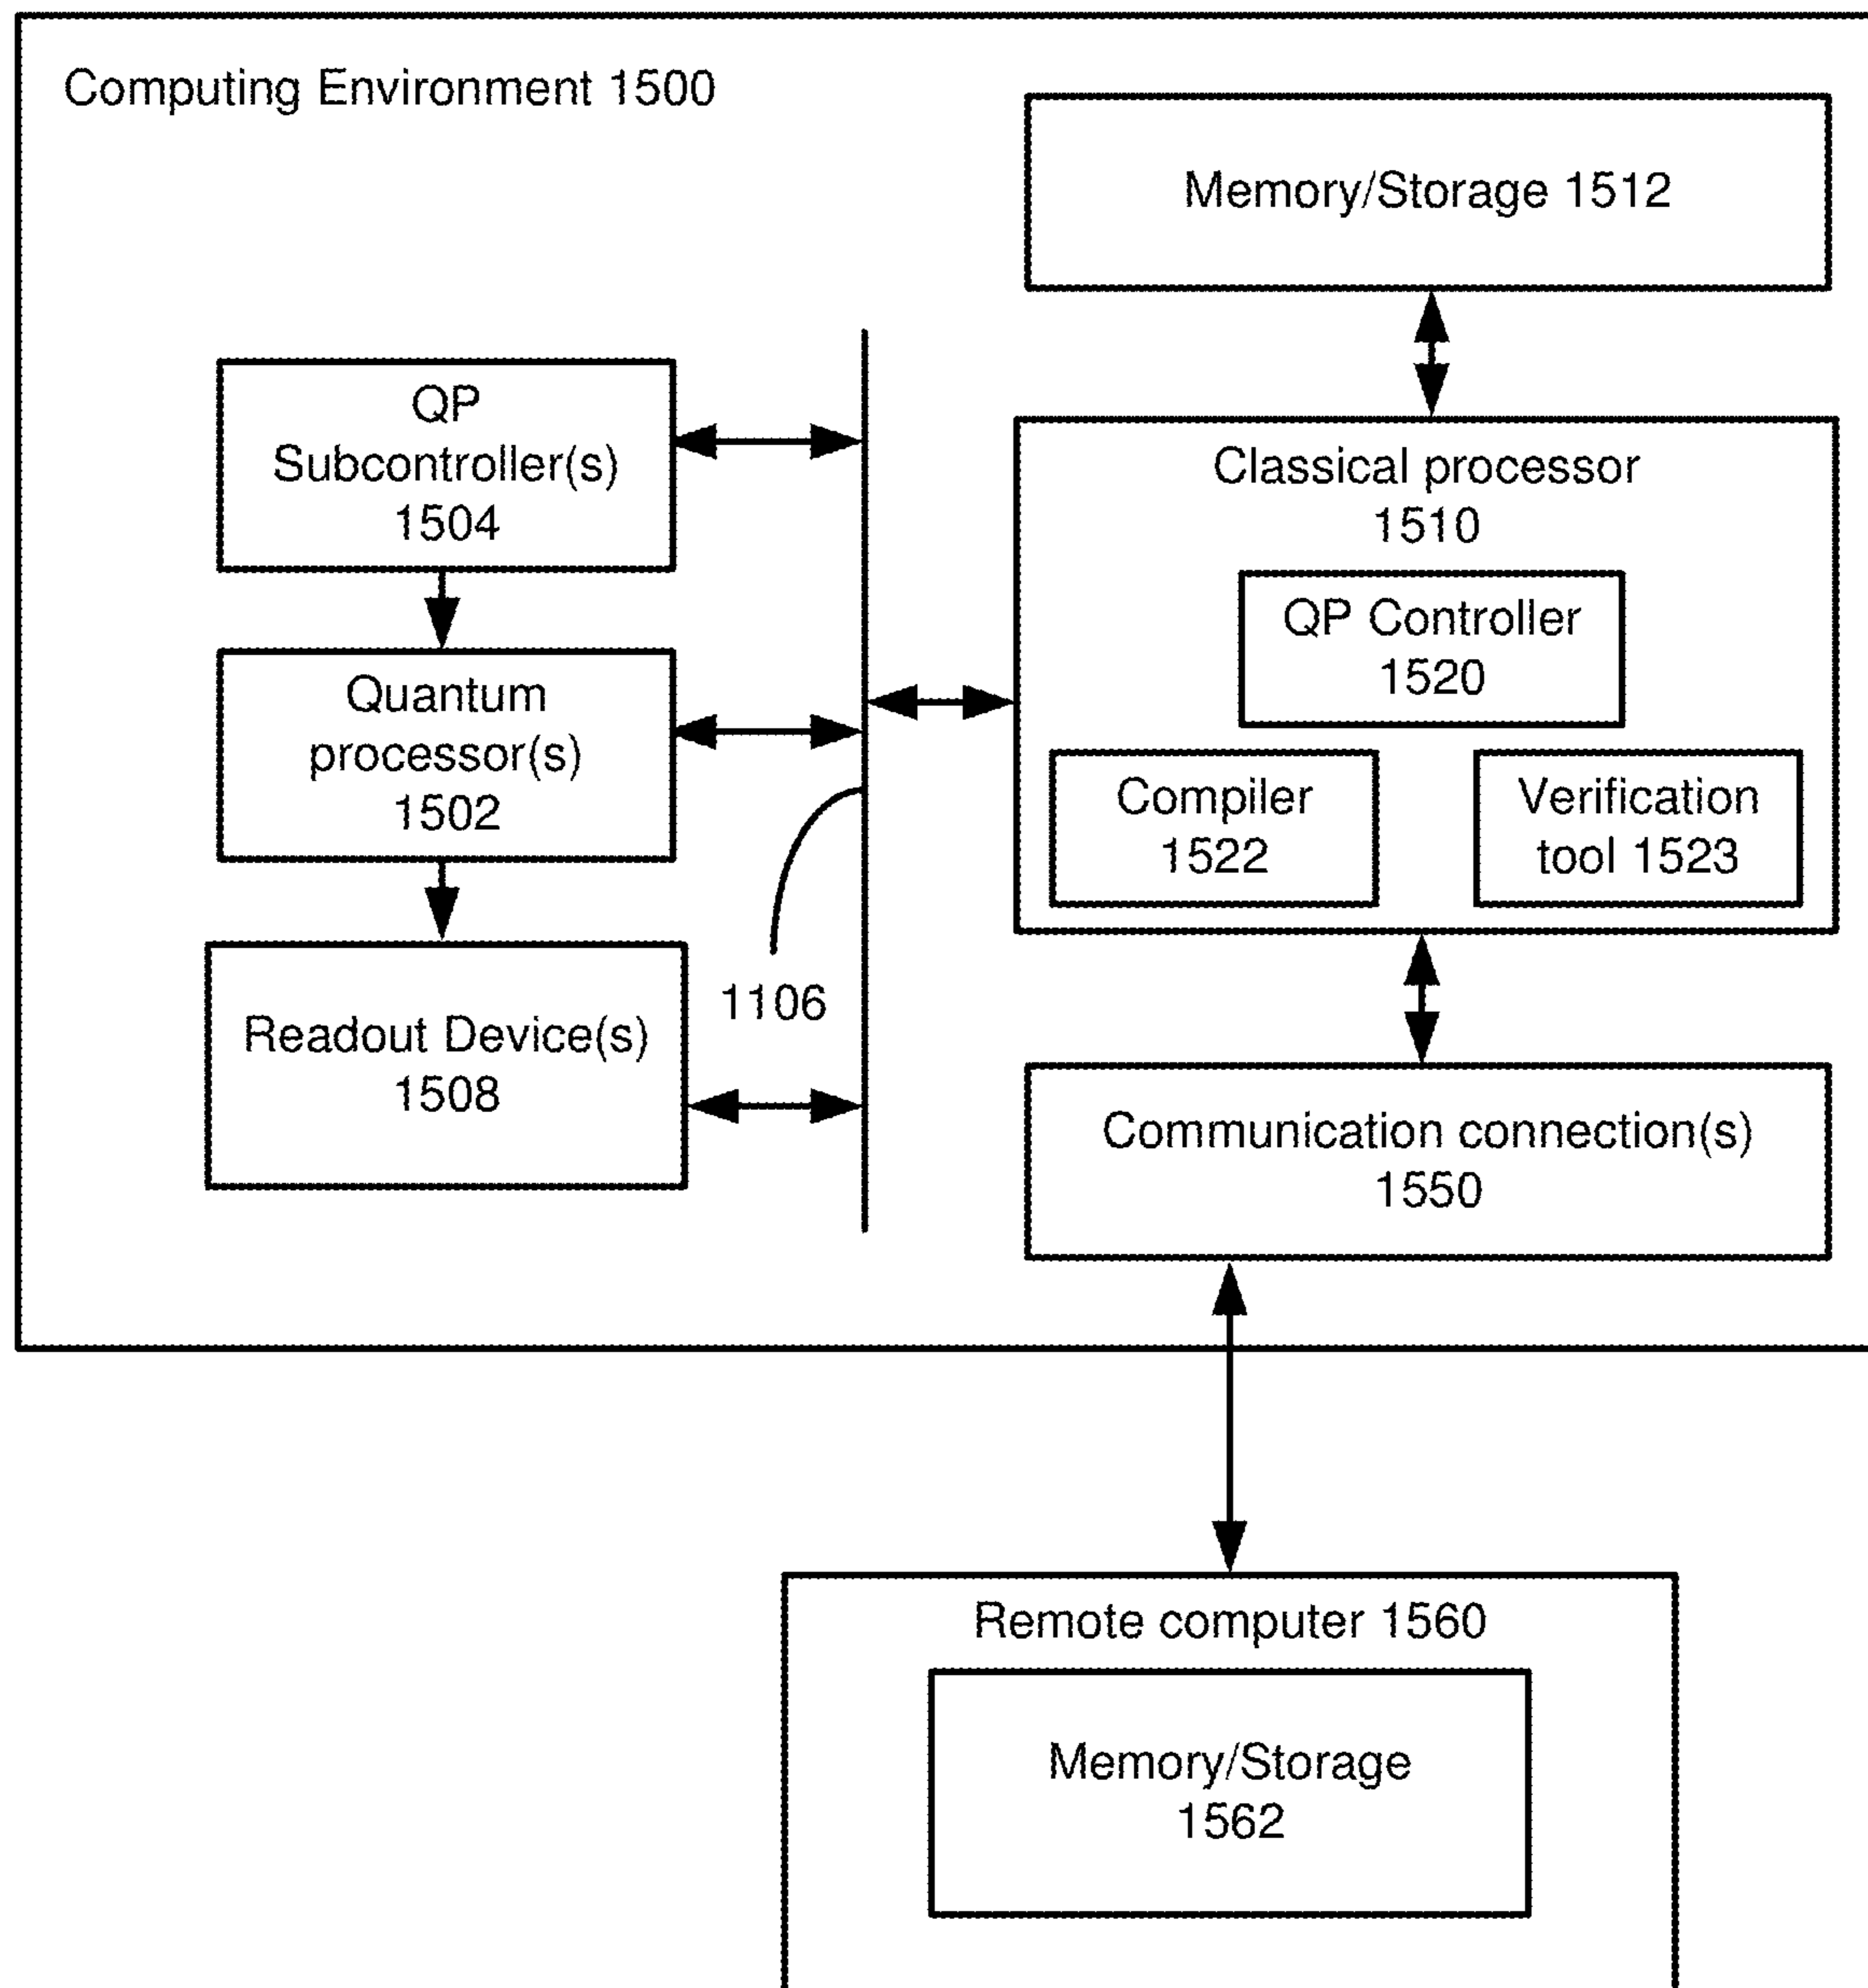 Computing Environment 1500
Memory/Storage 1512
QP
Subcontroller(s)
1504
Classical processor
1510
QP Controller
1520
Quantum
processor(s)
1502
Compiler
1522
Verification
tool 1523
1106
Readout Device(s)
1508
Communication connection(s)
1550
Remote computer 1560
Memory/Storage
1562